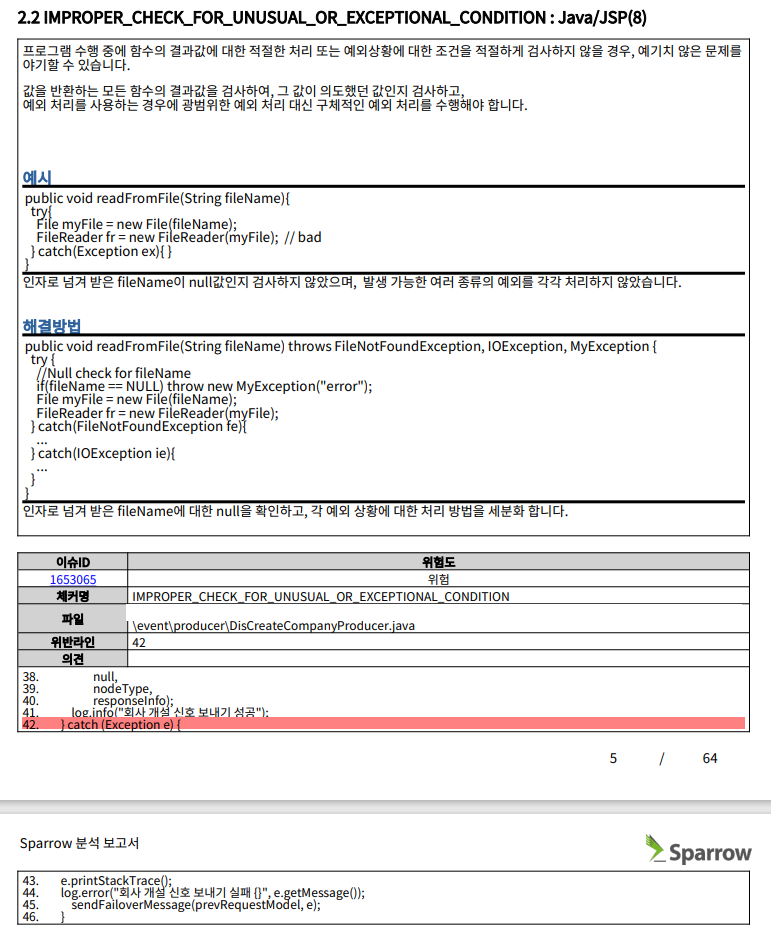 2.2 IMPROPER_CHECK_FOR_UNUSUAL_OR_EXCEPTIONAL_CONDITION : Java/JSP(8)
프로그램 수행 중에 함수의 결과값에 대한 적절한 처리 또는 예외상황에 대한 조건을 적절하게 검사하지 않을 경우, 예기치 않은 문제를
야기할 수 있습니다.
값을 반환하는 모든 함수의 결과값을 검사하여, 그 값이 의도했던 값인지 검사하고,
예외 처리를 사용하는 경우에 광범위한 예외 처리 대신 구체적인 예외 처리를 수행해야 합니다.
예시
public void readFromFile(String fileName){
try{
File myFile = new File(fileName);
FileReader fr = new FileReader(myFile); // bad
} catch(Exception ex){ }
}
인자로 넘겨 받은 fileName이 null값인지 검사하지 않았으며, 발생 가능한 여러 종류의 예외를 각각 처리하지 않았습니다.
해결방법
public void readFromFile(String fileName) throws FileNotFoundException, IOException, MyException {
try {
//Null check for fileName
if(fileName == NULL) throw new MyException("error");
File myFile = new File(fileName);
FileReader fr = new FileReader(myFile);
} catch(FileNotFoundException fe){
...
} catch(IOException ie){
...
}
}
인자로 넘겨 받은 fileName에 대한 null을 확인하고, 각 예외 상황에 대한 처리 방법을 세분화 합니다.
이슈ID 위험도
1653065 위험
체커명 IMPROPER_CHECK_FOR_UNUSUAL_OR_EXCEPTIONAL_CONDITION
파일 \event\producer\DisCreateCompanyProducer.java
위반라인 42
의견
38. null,
39. nodeType,
40. responseInfo);
41. log.info("회사 개설 신호 보내기 성공");
42. } catch (Exception e) {
5 / 64
Sparrow 분석 보고서
Sparrow
43. e.printStackTrace();
44. log.error("회사 개설 신호 보내기 실패 {}", e.getMessage());
45. sendFailoverMessage(prevRequestModel, e);
46. }